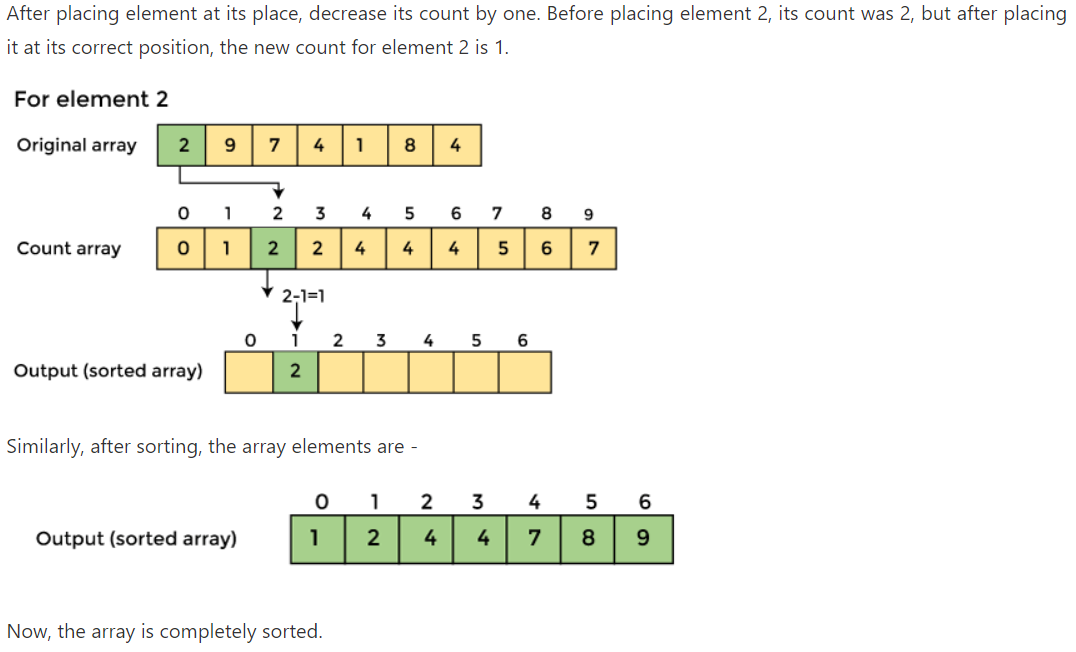 After placing element at its place, decrease its count by one. Before placing element 2, its count was 2, but after placing
it at its correct position, the new count for element 2 is 1.
For element 2
Original array 2 9 7 4 1 8 4
0 1 2 3 4 5 6 7 8 9
Count array 0 1 2 2 4 4 4 5 6 7
2-1=1
0 1 2 3 4 5 6
Output (sorted array) 2
Similarly, after sorting, the array elements are -
0 1 2 3 4 5 6
Output (sorted array) 1 2 4 4 7 8 9
Now, the array is completely sorted.